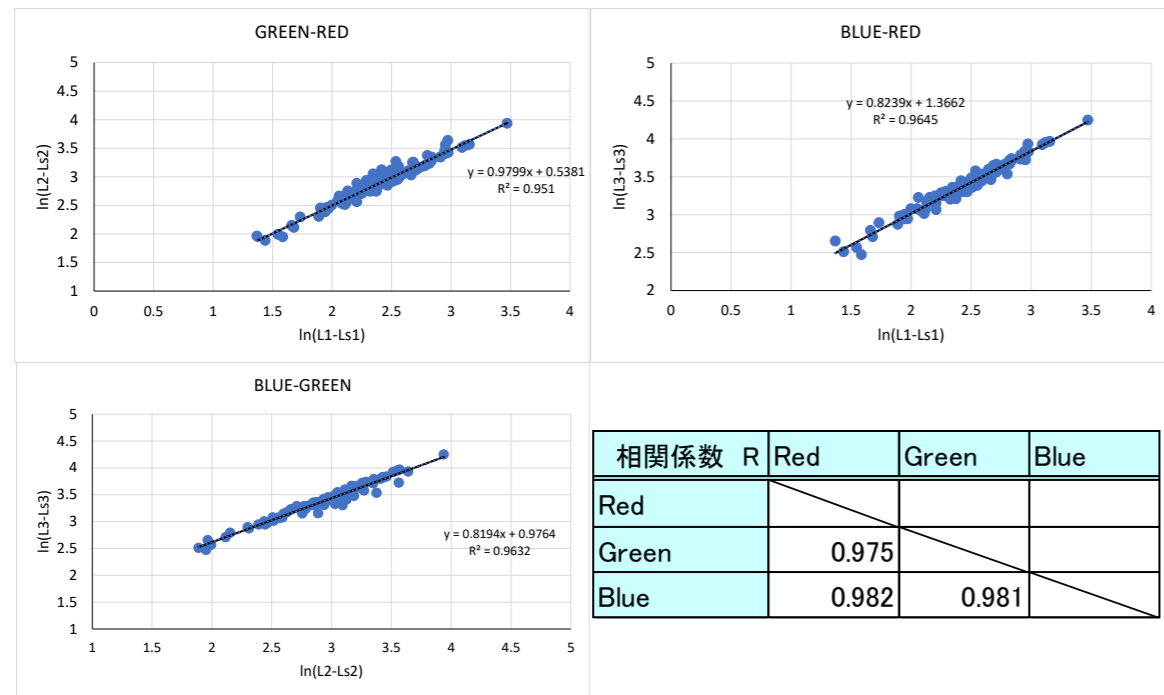 GREEN-RED
5
4.5
4
3.5
3
2.5
2
1.5
1
ln(L2-Ls2)
y = 0.9799x + 0.5381
R² = 0.951
0 0.5 1 1.5 2 2.5 3 3.5 4
ln(L1-Ls1)
BLUE-RED
5
4.5
4
3.5
3
2.5
2
ln(L3-Ls3)
y = 0.8239x + 1.3662
R² = 0.9645
0 0.5 1 1.5 2 2.5 3 3.5 4
ln(L1-Ls1)
BLUE-GREEN
5
4.5
4
3.5
3
2.5
2
1.5
1
ln(L3-Ls3)
y = 0.8194x + 0.9764
R² = 0.9632
1 1.5 2 2.5 3 3.5 4 4.5 5
ln(L2-Ls2)
相関係数 R Red Green Blue
Red
Green 0.975
Blue 0.982 0.981